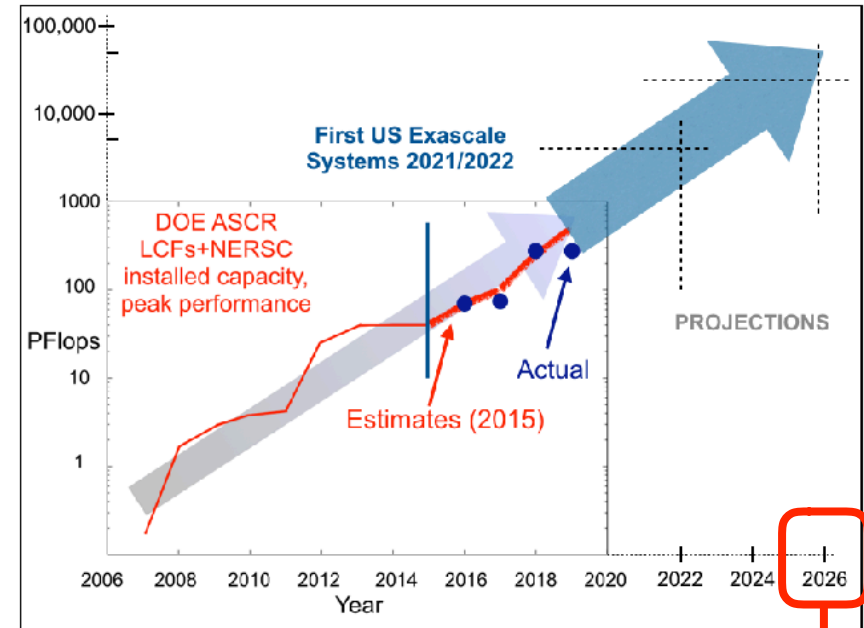 100,000
10,000
First US Exascale
Systems 2021/2022
1000
DOE ASCR
LCFs+NERSC
installed capacity,
peak performance
100
PROJECTIONS
PFlops
Actual
10
Estimates (2015)
1
2006 2008 2010 2012 2014 2016 2018 2020 2022 2024 2026
Year